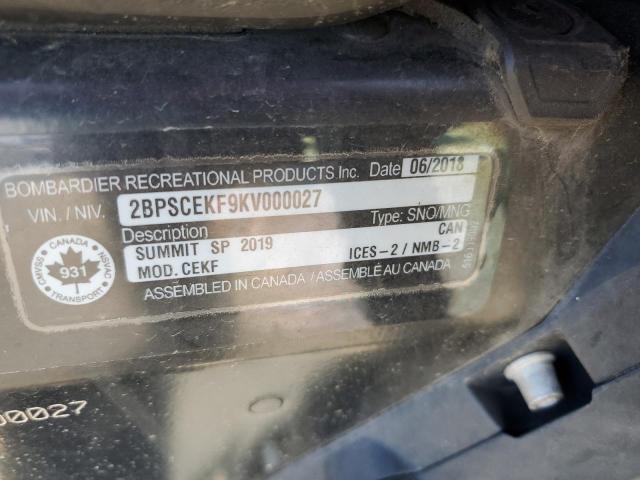 BOMBARDIER RECREATIONAL PRODUCTS Inc. Date 06/2018
VIN. / NIV. 2BPSCEKF9KV000027
Type: SNO/MNG
Description
SUMMIT SP 2019 CAN
MOD. CEKF ICES-2 / NMB-2
ASSEMBLED IN CANADA / ASSEMBLÉ AU CANADA
CANADA
931
TRANSPORT
00027